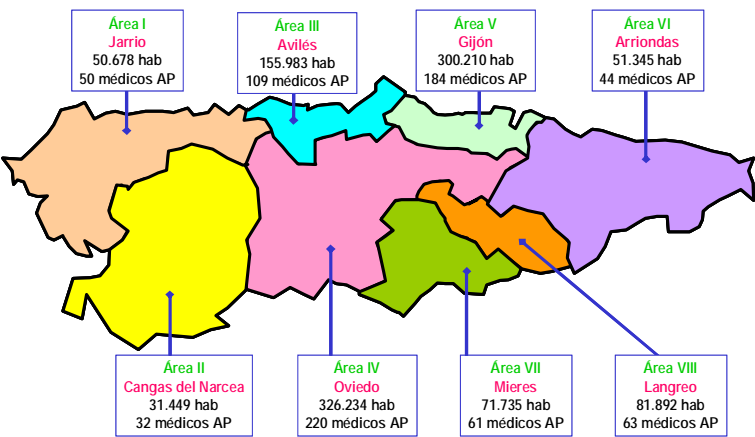 Área I
Jarrio
50.678 hab
50 médicos AP
Área III
Avilés
155.983 hab
109 médicos AP
Área V
Gijón
300.210 hab
184 médicos AP
Área VI
Arriondas
51.345 hab
44 médicos AP
Área II
Cangas del Narcea
31.449 hab
32 médicos AP
Área IV
Oviedo
326.234 hab
220 médicos AP
Área VII
Mieres
71.735 hab
61 médicos AP
Área VIII
Langreo
81.892 hab
63 médicos AP